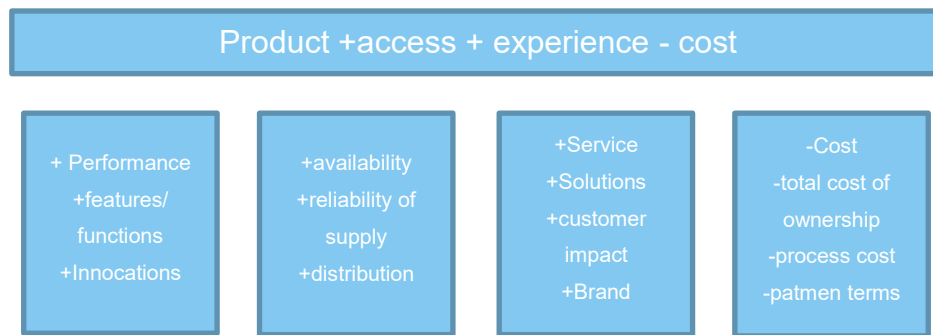 Product +access + experience - cost
+ Performance
+features/
functions
+Innocations
+availability
+reliability of
supply
+distribution
+Service
+Solutions
+customer
impact
+Brand
-Cost
-total cost of
ownership
-process cost
-patmen terms